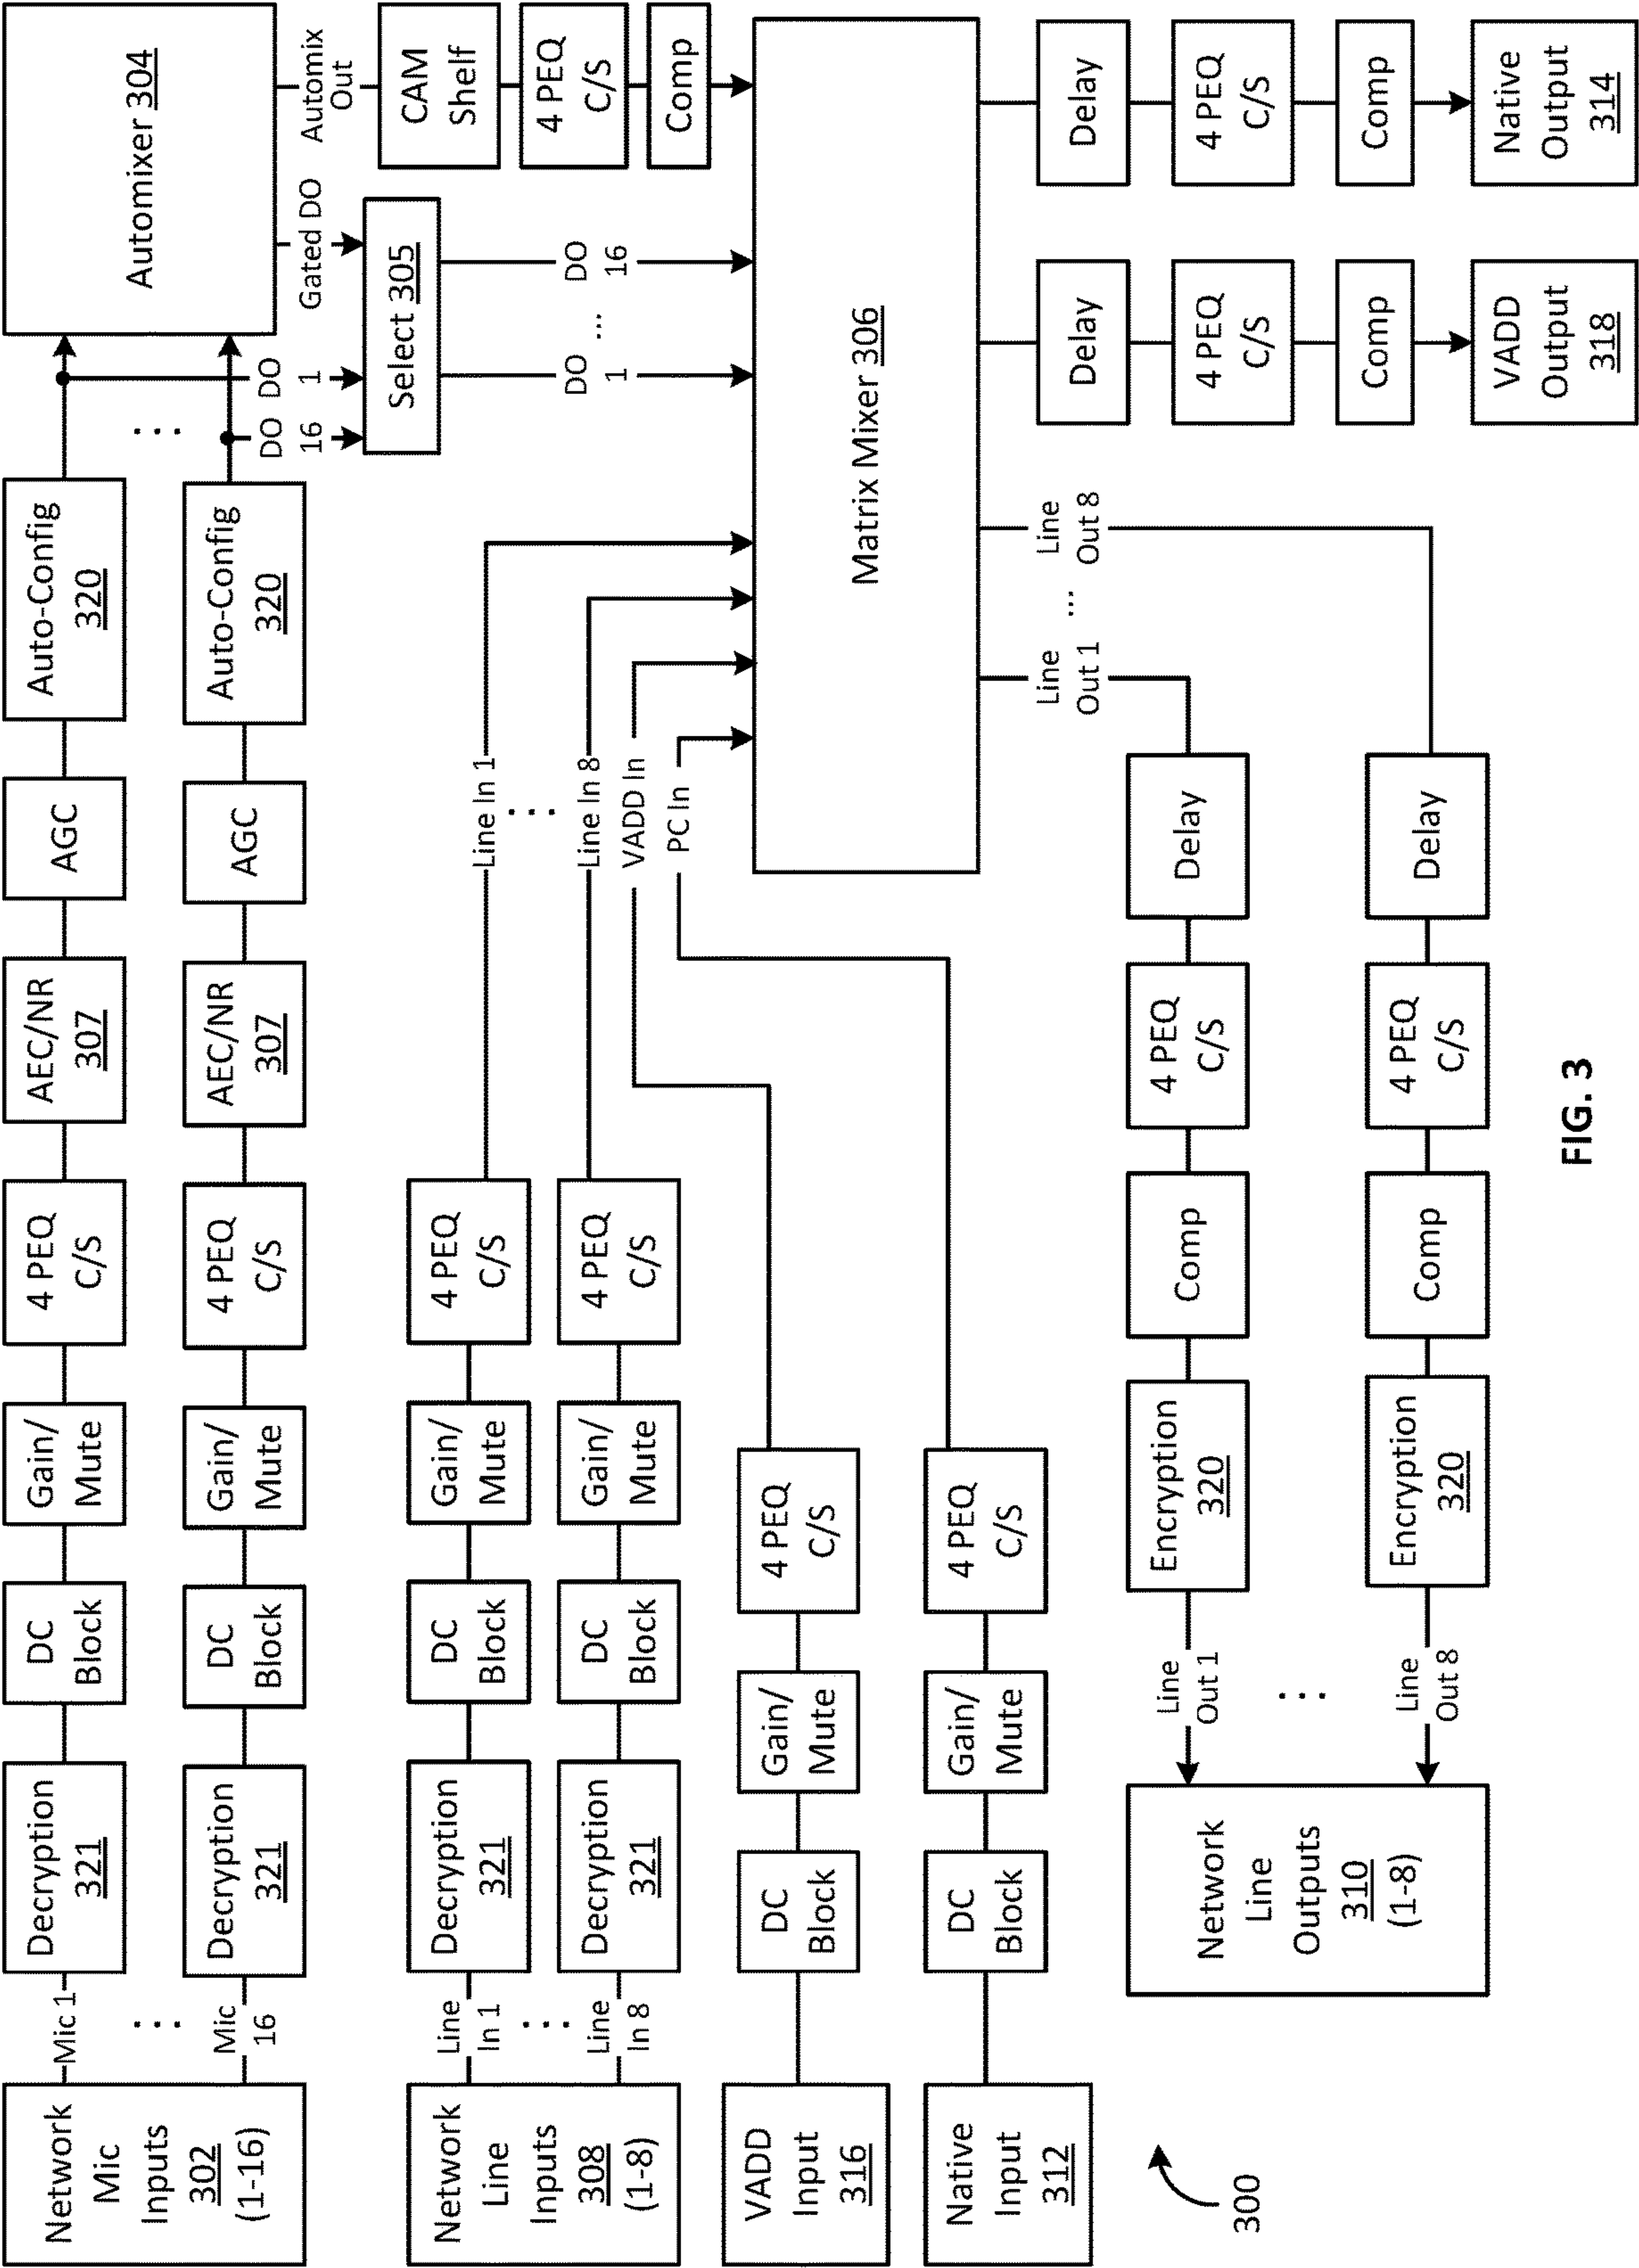 Network
Mic
Inputs
302
(1-16)
Mic 1
Decryption
321
DC
Block
Gain/
Mute
4 PEQ
C/S
AEC/NR
307
AGC
Auto-Config
320
...
Mic
16
Decryption
321
DC
Block
Gain/
Mute
4 PEQ
C/S
AEC/NR
307
AGC
Auto-Config
320
...
DO
16
DO
1
Automixer 304
Gated DO
Automix
Out
Select 305
CAM
Shelf
4 PEQ
C/S
Comp
DO
1
...
DO
16
Network
Line
Inputs
308
(1-8)
Line
In 1
Decryption
321
DC
Block
Gain/
Mute
4 PEQ
C/S
Line In 1
...
Line
In 8
Decryption
321
DC
Block
Gain/
Mute
4 PEQ
C/S
...
Line In 8
VADD
Input
316
DC
Block
Gain/
Mute
4 PEQ
C/S
VADD In
Native
Input
312
DC
Block
Gain/
Mute
4 PEQ
C/S
PC In
Matrix Mixer 306
Line
Out 1
...
Line
Out 8
Delay
4 PEQ
C/S
Comp
VADD
Output
318
Delay
4 PEQ
C/S
Comp
Native
Output
314
Network
Line
Outputs
310
(1-8)
Line
Out 1
Encryption
320
Comp
4 PEQ
C/S
Delay
...
Line
Out 8
Encryption
320
Comp
4 PEQ
C/S
Delay
300
FIG. 3